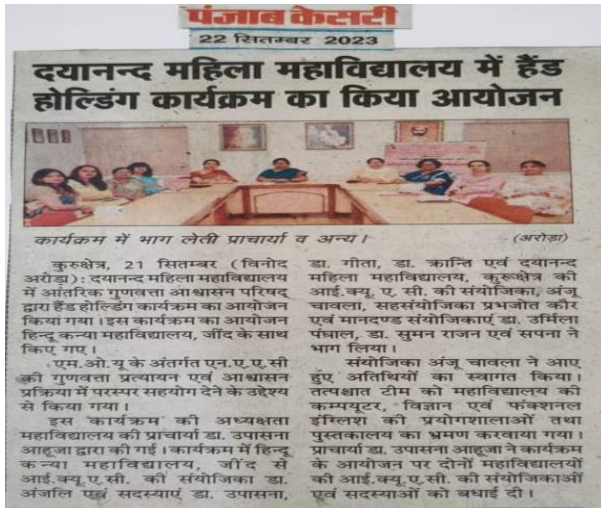 पंजाब केसरी
22 सितम्बर 2023
दयानन्द महिला महाविद्यालय में हैंड
होल्डिंग कार्यक्रम का किया आयोजन
कार्यक्रम में भाग लेती प्राचार्या व अन्य।
(अरोड़ा)
कुरुक्षेत्र, 21 सितम्बर (विनोद
अरोड़ा): दयानन्द महिला महाविद्यालय
में आंतरिक गुणवत्ता आश्वासन परिषद्
द्वारा हैंड होल्डिंग कार्यक्रम का आयोजन
किया गया। इस कार्यक्रम का आयोजन
हिन्दू कन्या महाविद्यालय, जींद के साथ
किए गए।
एम.ओ.यू के अंतर्गत एन.ए.ए.सी
की गुणवत्ता प्रत्यायन एवं आश्वासन
प्रक्रिया में परस्पर सहयोग देने के उद्देश्य
से किया गया।
इस कार्यक्रम की अध्यक्षता
महाविद्यालय की प्राचार्या डा. उपासना
आहूजा द्वारा की गई। कार्यक्रम में हिन्दू
कन्या महाविद्यालय, जींद से
आई.क्यू.ए.सी. की संयोजिका डा.
अंजलि एवं सदस्याएं डा. उपासना,
डा. गीता, डा. क्रान्ति एवं दयानन्द
महिला महाविद्यालय, कुरूक्षेत्र की
आई.क्यू. ए. सी. की संयोजिका, अंजू
चावला, सहसंयोजिका प्रभजोत कौर
एवं मानदण्ड संयोजिकाएं डा. उर्मिला
पंघाल, डा. सुमन राजन एवं सपना ने
भाग लिया।
संयोजिका अंजू चावला ने आए
हुए अतिथियों का स्वागत किया।
तत्पश्चात टीम को महाविद्यालय की
कम्पयूटर, विज्ञान एवं फंक्शनल
इंग्लिश की प्रयोगशालाओं तथा
पुस्तकालय का भ्रमण करवाया गया।
प्राचार्या डा. उपासना आहूजा ने कार्यक्रम
के आयोजन पर दोनों महाविद्यालयों
की आई.क्यू.ए.सी. की संयोजिकाओं
एवं सदस्याओं को बधाई दी।